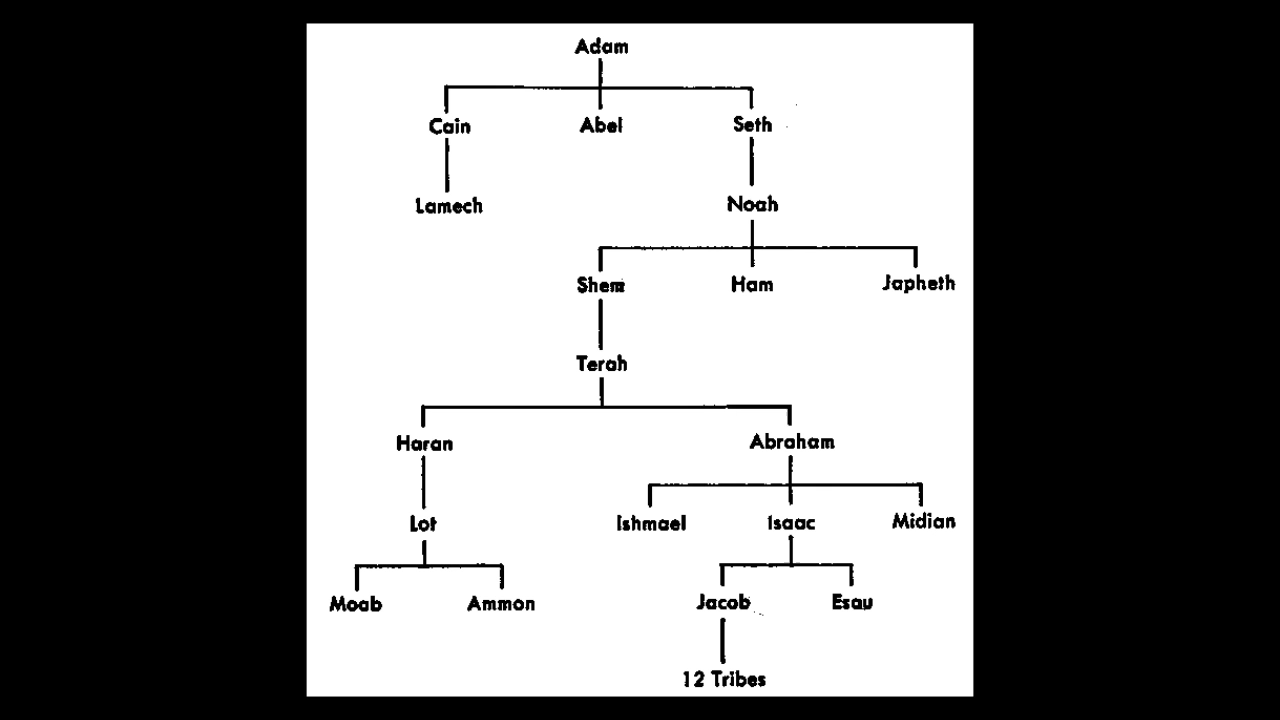 Adam
Cain Abel Seth
Lamech Noah
Shem Ham Japheth
Terah
Haran Abraham
Lot Ishmael Isaac Midian
Moab Ammon Jacob Esau
12 Tribes